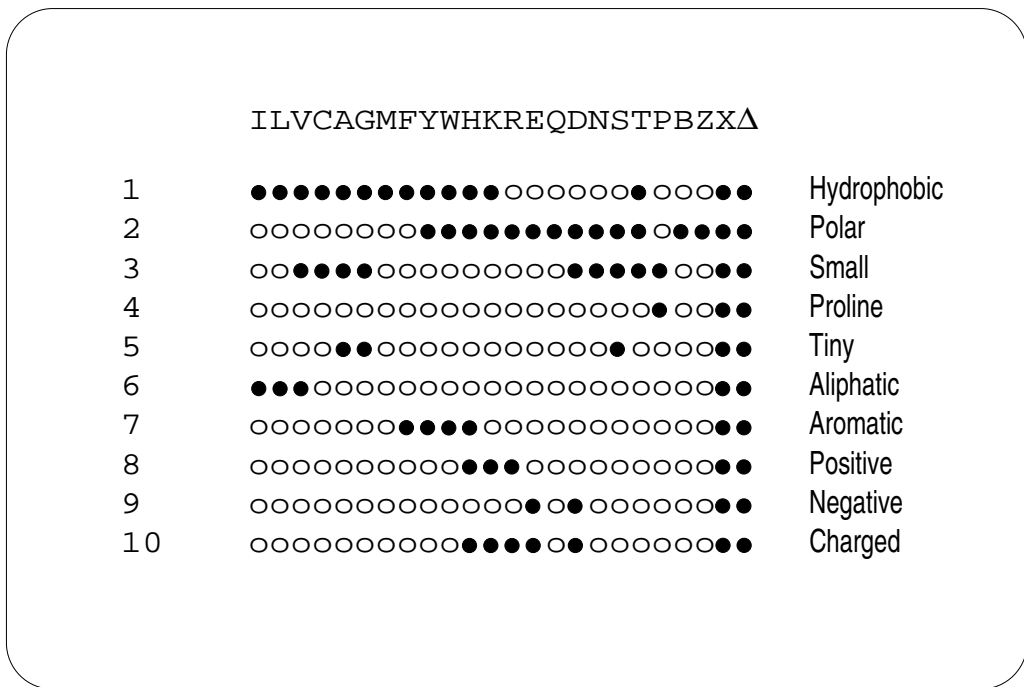 ILVCAGMFYWHKREQDNSTPBZXΔ
1 Hydrophobic
2 Polar
3 Small
4 Proline
5 Tiny
6 Aliphatic
7 Aromatic
8 Positive
9 Negative
10 Charged